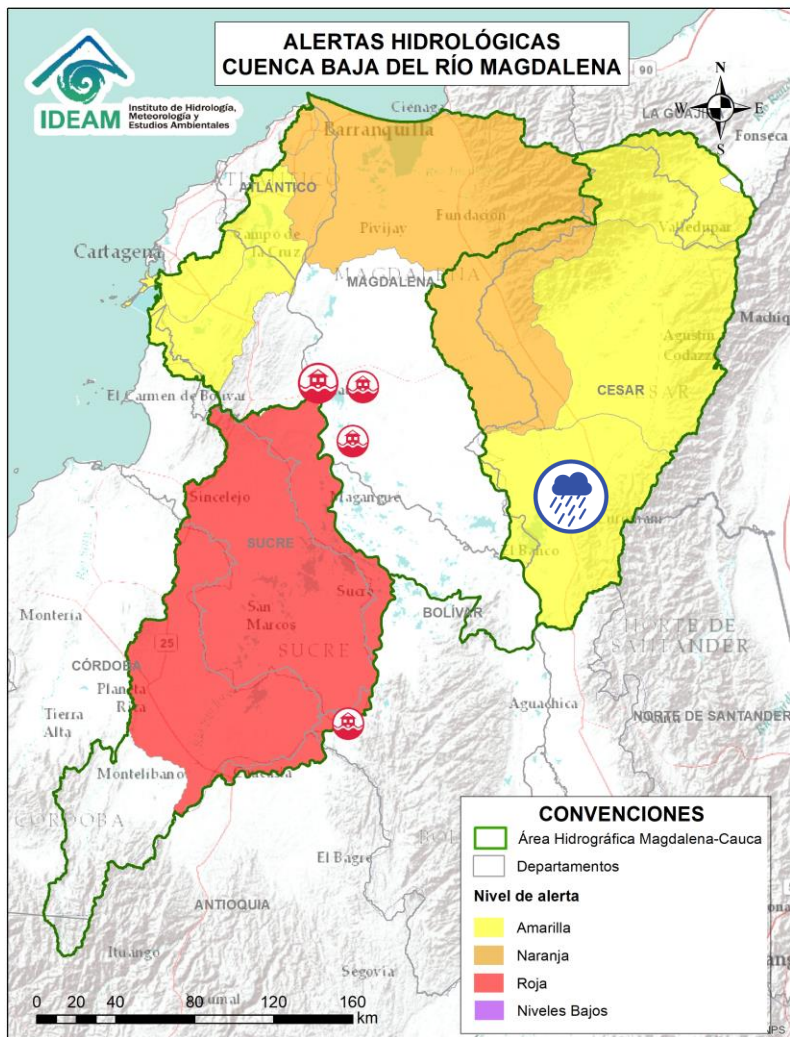 ALERTAS HIDROLÓGICAS
CUENCA BAJA DEL RÍO MAGDALENA
IDEAM
Instituto de Hidrología,
Meteorología y
Estudios Ambientales
N
W
E
S
90
LA GUAJIRA
Fonseca
Ciénaga
Barranquilla
ATLÁNTICO
Valledupar
Pivijay
Fundación
Campo de
la Cruz
Cartagena
MAGDALENA
MAGDALENA
Agustín
Codazzi
CESAR
El Carmen de Bolívar
Sincelejo
Magangué
SUCRE
El Banco
Sucre
BOLÍVAR
San
Marcos
SUCRE
Montería
NORTE DE
SANTANDER
25
CÓRDOBA
Planeta
Rica
Tierra
Alta
Aguachica
NORTE DE SANTANDER
Montelíbano
CÓRDOBA
El Bagre
ANTIOQUIA
Ituango
Segovia
CONVENCIONES
Área Hidrográfica Magdalena-Cauca
Departamentos
Nivel de alerta
Amarilla
Naranja
Roja
Niveles Bajos
0 20 40 80 120 160
km